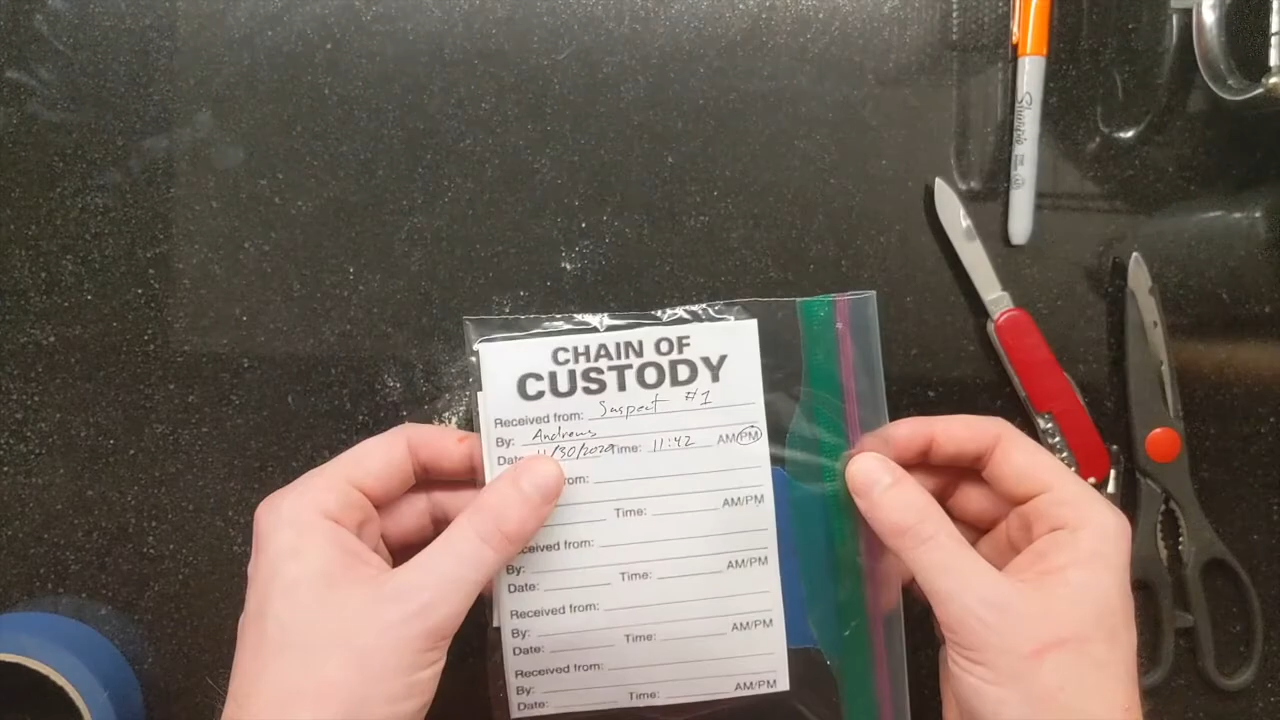 Sharpie
CHAIN OF
CUSTODY
Received from: Suspect #1
By: Andrews
Date: 11/30/2020 Time: 11:42 AM/PM
from:
Time: AM/PM
Received from:
By:
Date: Time: AM/PM
Received from:
By:
Date: Time: AM/PM
Received from:
By:
Date: Time: AM/PM